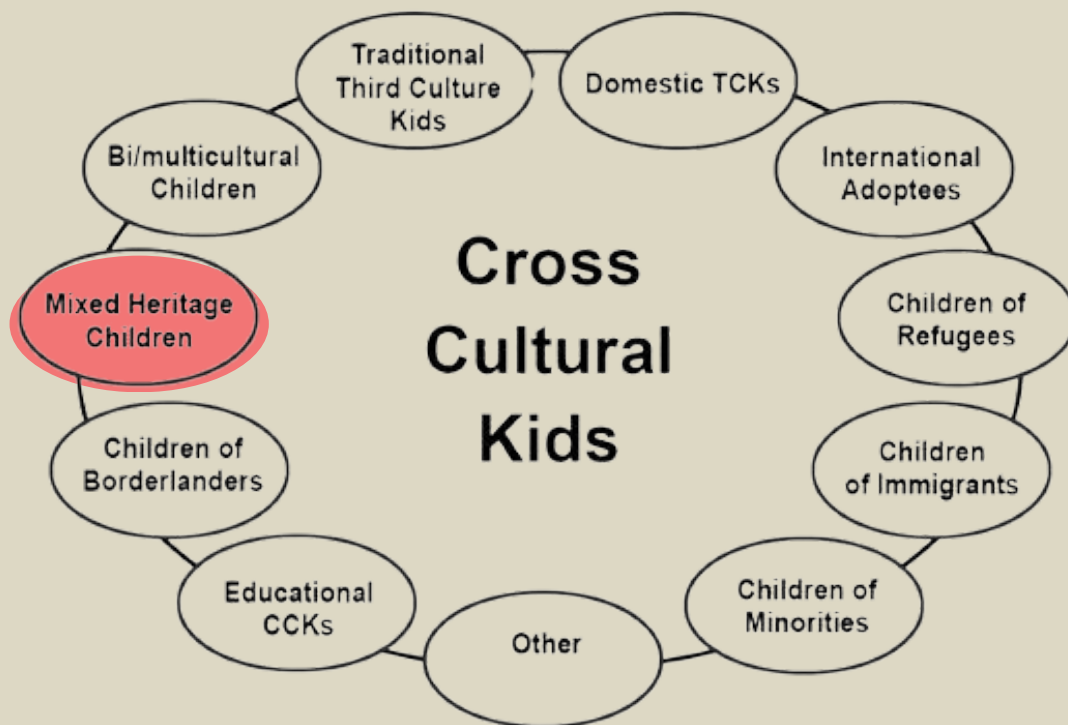 Cross
Cultural
Kids
Traditional
Third Culture
Kids
Domestic TCKs
International
Adoptees
Children of
Refugees
Children
of Immigrants
Children of
Minorities
Other
Educational
CCKs
Children of
Borderlanders
Mixed Heritage
Children
Bi/multicultural
Children